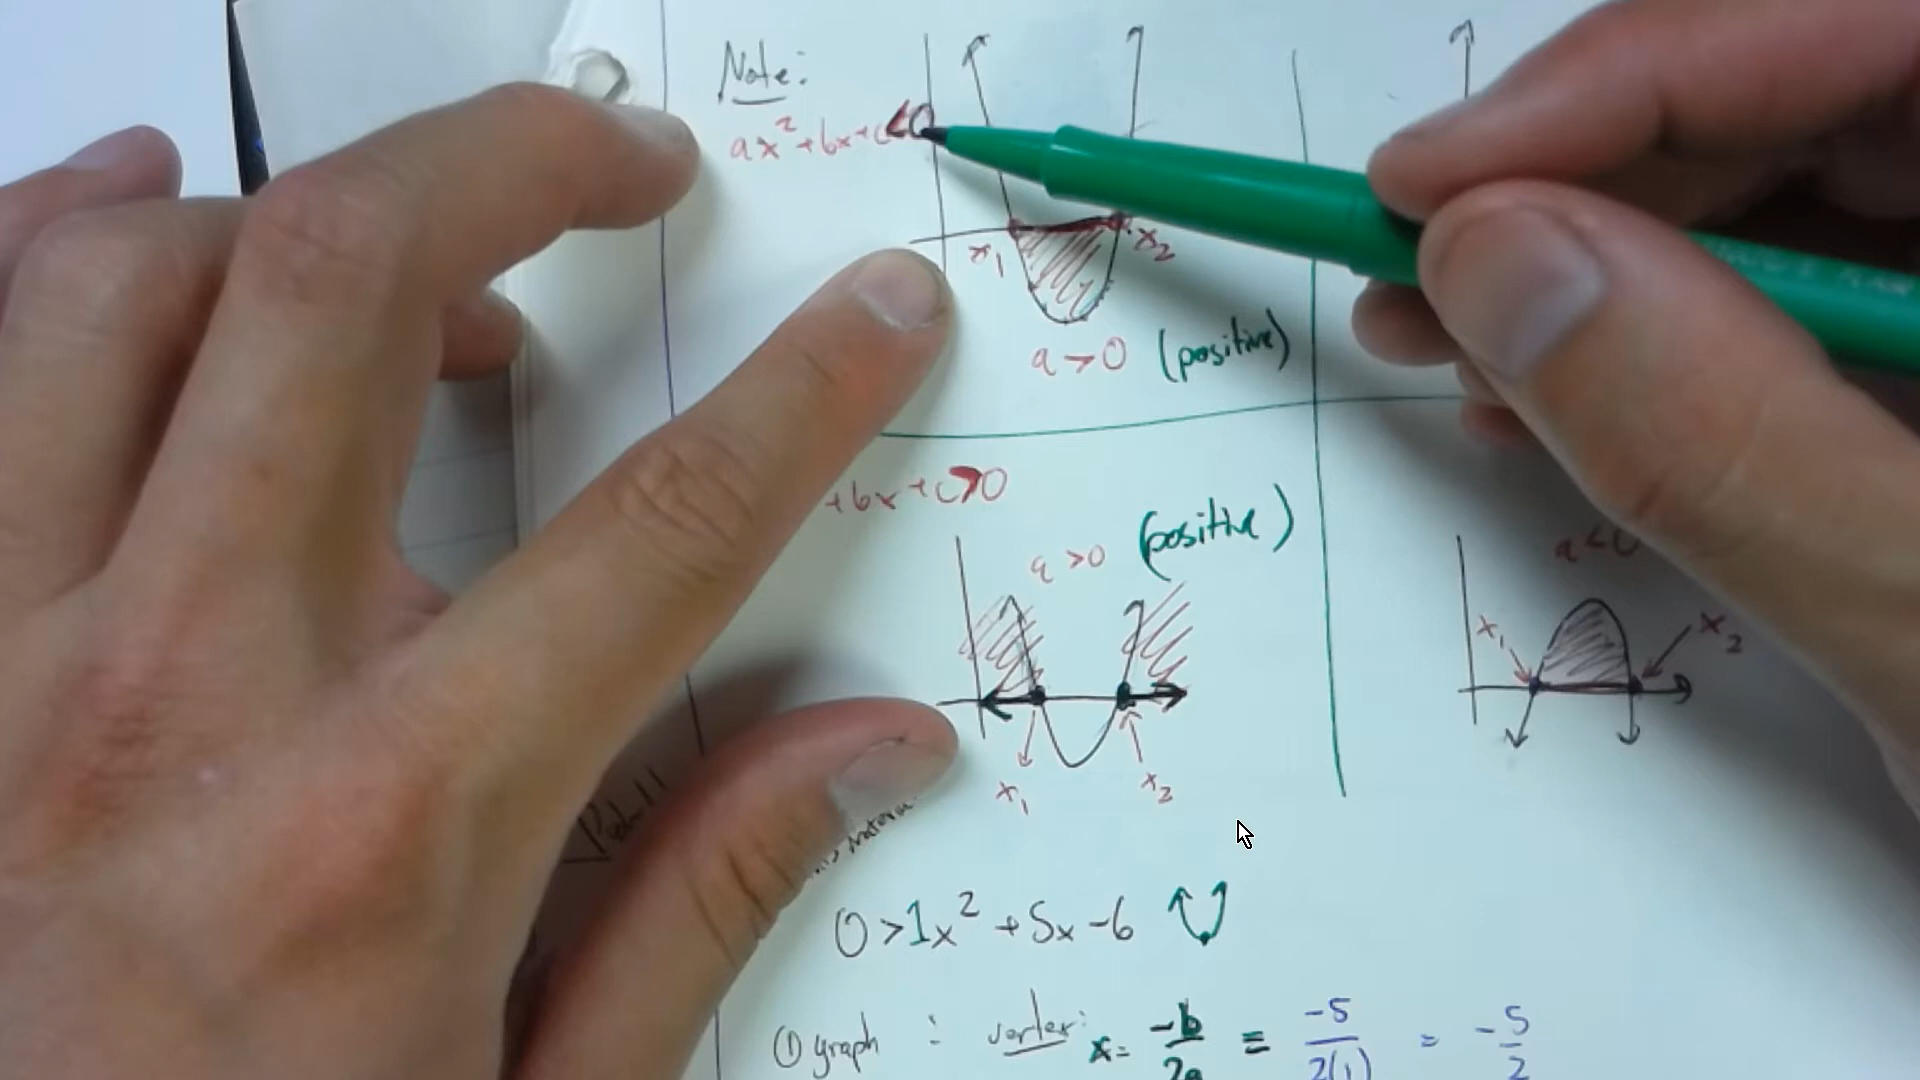 Note:
ax²+bx+c<0
x₁ x₂
a>0 (positive)
+bx+c>0
a>0 (positive)
a<0
x₁ x₂
x₁ x₂
0>1x²+5x-6
① graph : vertex: x= -b/2a = -5/2(1) = -5/2